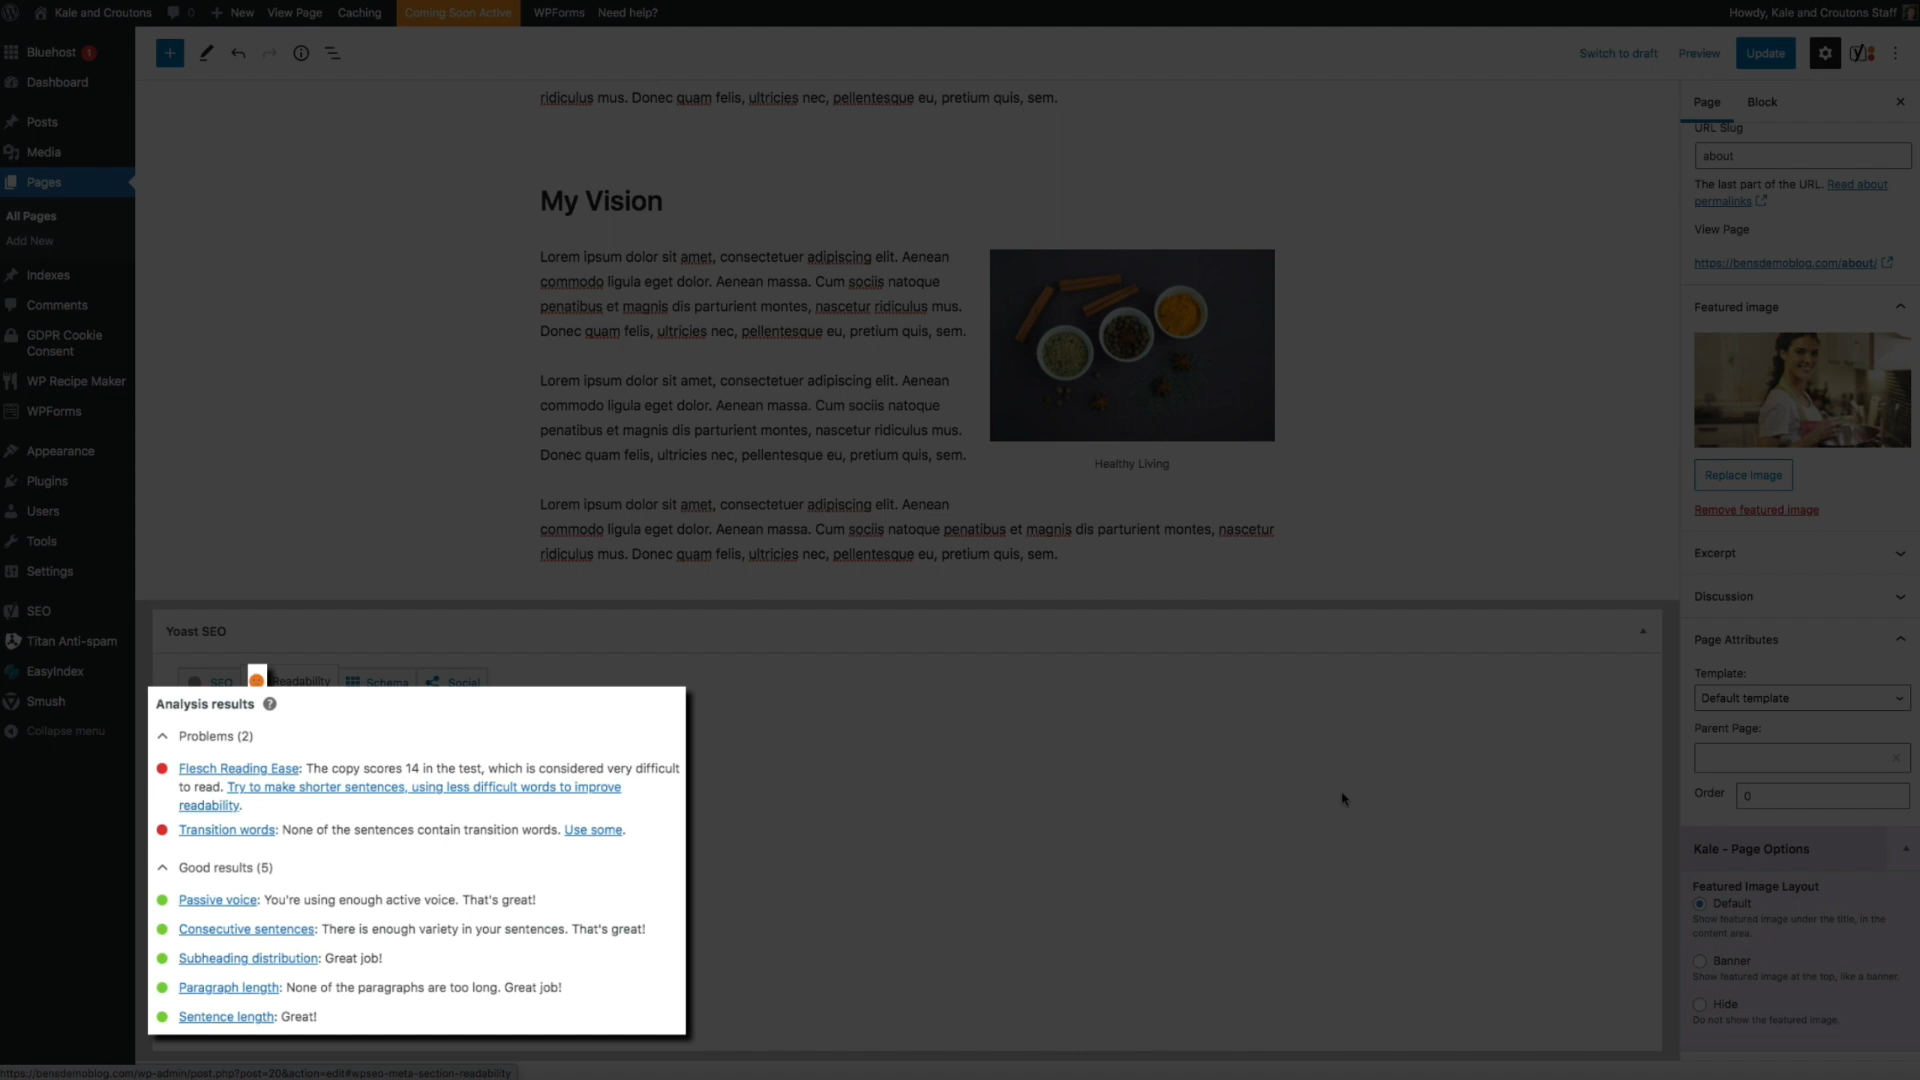 Kale and Croutons
0
New
View Page
Caching
Coming Soon Active
WPForms
Need help?
Howdy, Kale and Croutons Staff
Bluehost 1
Dashboard
Posts
Media
Pages
All Pages
Add New
Indexes
Comments
GDPR Cookie
Consent
WP Recipe Maker
WPForms
Appearance
Plugins
Users
Tools
Settings
SEO
Titan Anti-spam
EasyIndex
Smush
Collapse menu
Switch to draft
Preview
Update
ridiculus mus. Donec quam felis, ultricies nec, pellentesque eu, pretium quis, sem.
My Vision
Lorem ipsum dolor sit amet, consectetuer adipiscing elit. Aenean
commodo ligula eget dolor. Aenean massa. Cum sociis natoque
penatibus et magnis dis parturient montes, nascetur ridiculus mus.
Donec quam felis, ultricies nec, pellentesque eu, pretium quis, sem.
Lorem ipsum dolor sit amet, consectetuer adipiscing elit. Aenean
commodo ligula eget dolor. Aenean massa. Cum sociis natoque
penatibus et magnis dis parturient montes, nascetur ridiculus mus.
Donec quam felis, ultricies nec, pellentesque eu, pretium quis, sem.
Healthy Living
Lorem ipsum dolor sit amet, consectetuer adipiscing elit. Aenean
commodo ligula eget dolor. Aenean massa. Cum sociis natoque penatibus et magnis dis parturient montes, nascetur
ridiculus mus. Donec quam felis, ultricies nec, pellentesque eu, pretium quis, sem.
Yoast SEO
SEO
Readability
Schema
Social
Analysis results ?
Problems (2)
Flesch Reading Ease: The copy scores 14 in the test, which is considered very difficult
to read. Try to make shorter sentences, using less difficult words to improve
readability.
Transition words: None of the sentences contain transition words. Use some.
Good results (5)
Passive voice: You're using enough active voice. That's great!
Consecutive sentences: There is enough variety in your sentences. That's great!
Subheading distribution: Great job!
Paragraph length: None of the paragraphs are too long. Great job!
Sentence length: Great!
https://bensdemoblog.com/wp-admin/post.php?post=20&action=edit#wpseo-meta-section-readability
Page
Block
URL Slug
about
The last part of the URL. Read about
permalinks
View Page
https://bensdemoblog.com/about/
Featured image
Replace Image
Remove featured image
Excerpt
Discussion
Page Attributes
Template:
Default template
Parent Page:
Order
0
Kale - Page Options
Featured Image Layout
Default
Show featured image under the title, in the
content area.
Banner
Show featured image at the top, like a banner.
Hide
Do not show the featured image.